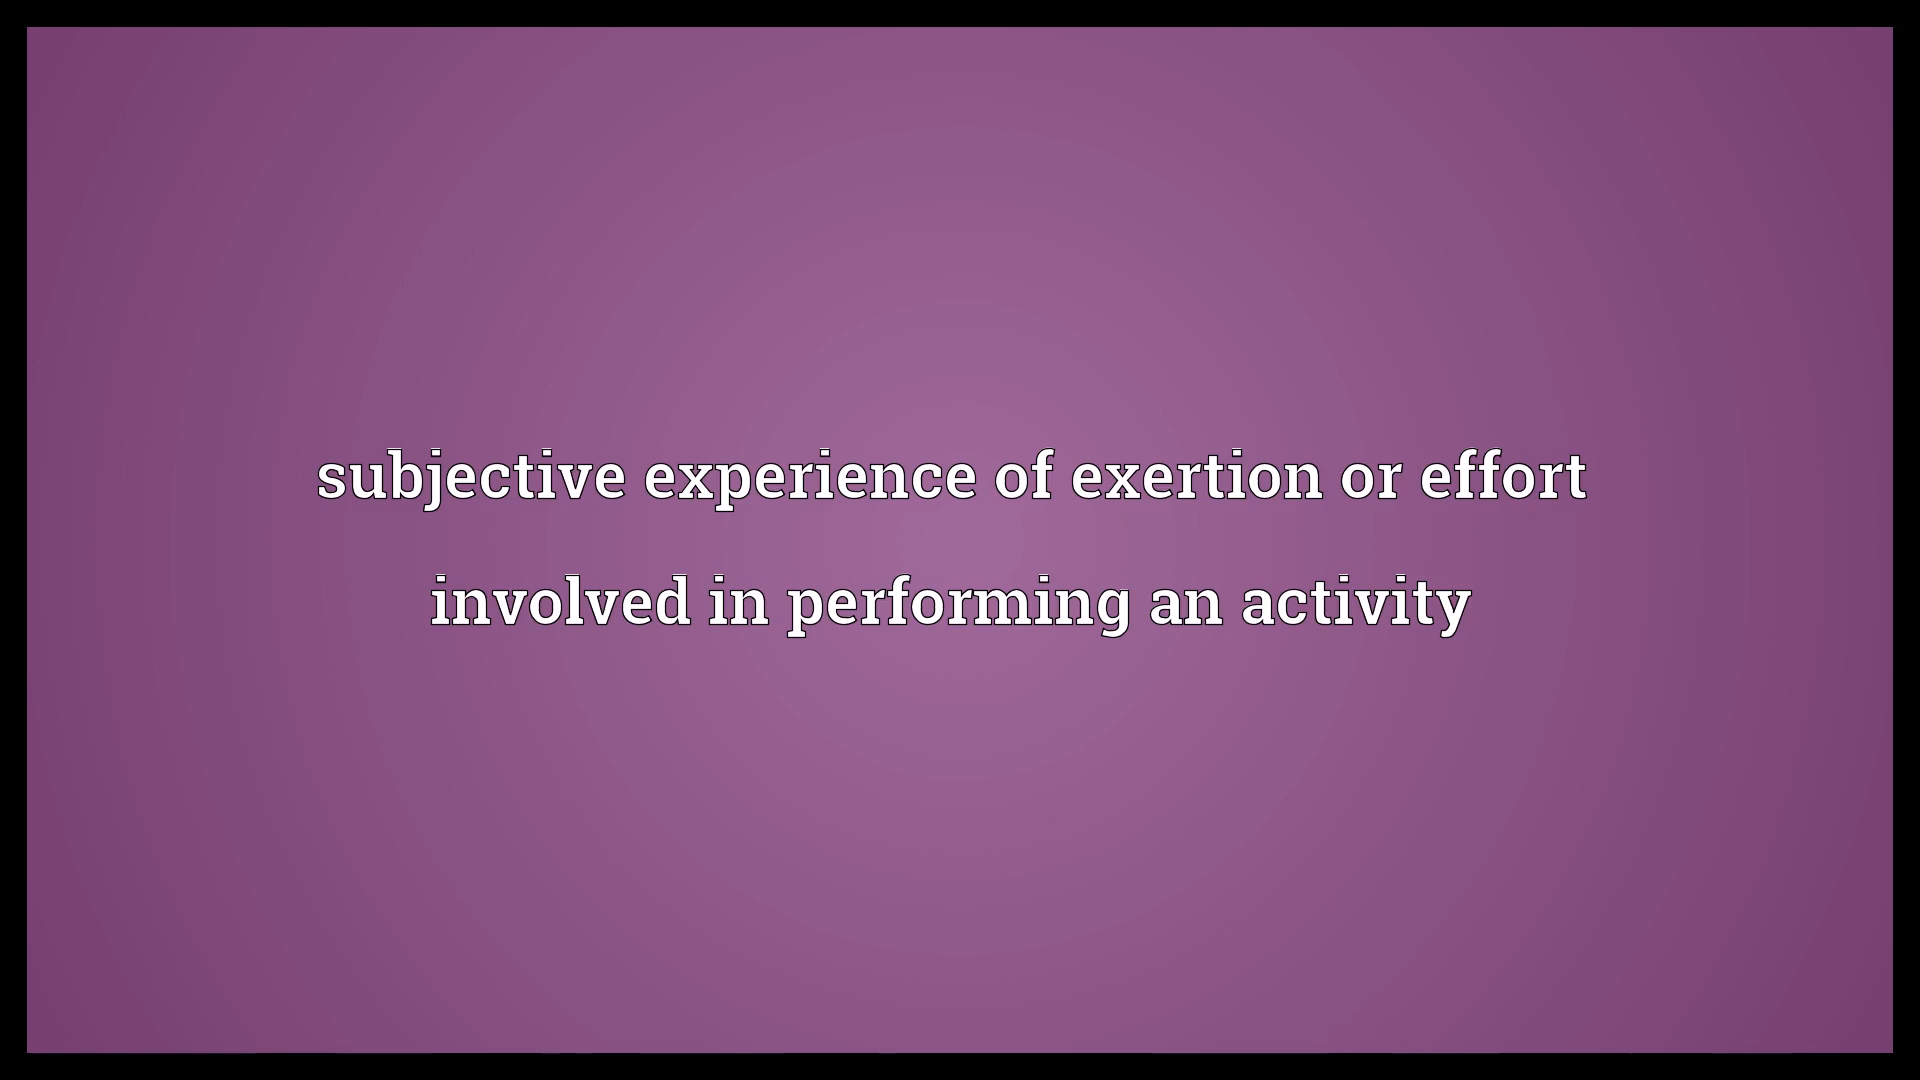 subjective experience of exertion or effort
involved in performing an activity